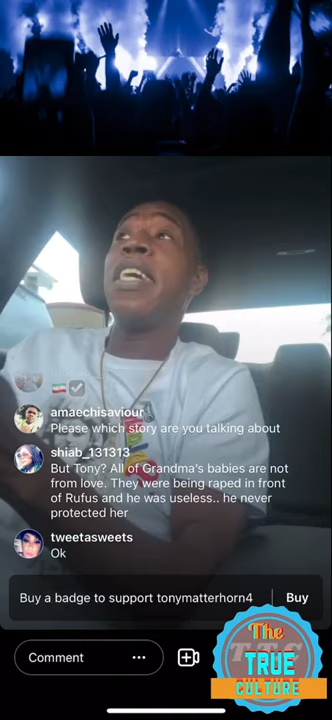 amaechisaviour
Please which story are you talking about
shiab_131313
But Tony? All of Grandma's babies are not
from love. They were being raped in front
of Rufus and he was useless.. he never
protected her
tweetasweets
Ok
Buy a badge to support tonymatterhorn4
Buy
Comment
The
TRUE
CULTURE